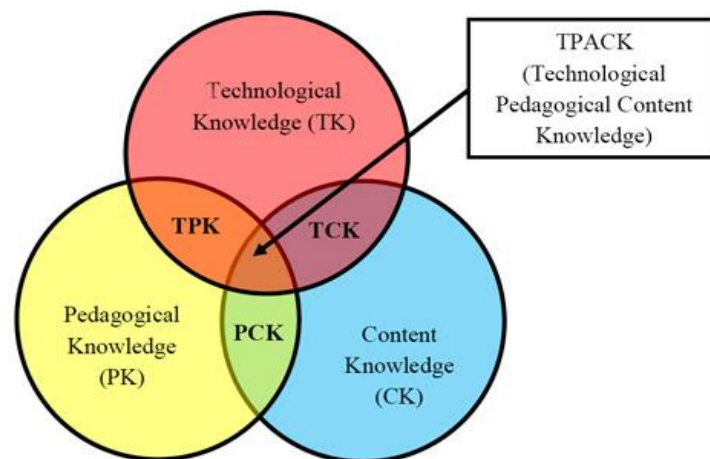 Technological
Knowledge (TK)
TPACK
(Technological
Pedagogical Content
Knowledge)
TPK
TCK
Pedagogical
Knowledge
(PK)
PCK
Content
Knowledge
(CK)